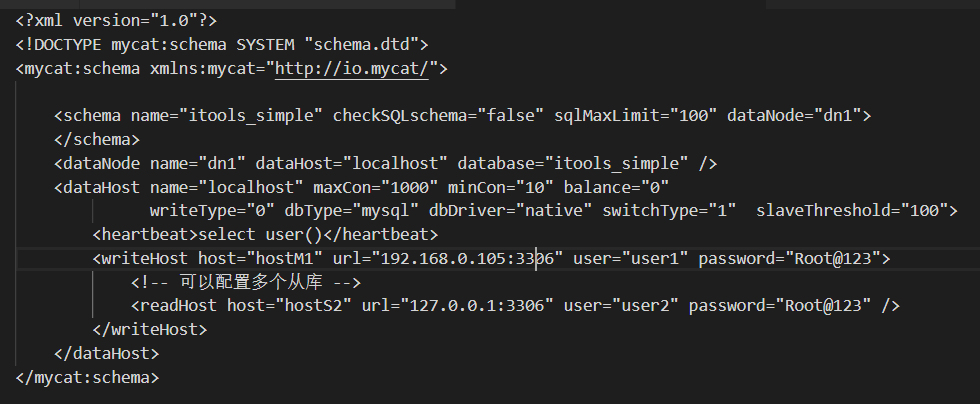 <?xml version="1.0"?>
<!DOCTYPE mycat:schema SYSTEM "schema.dtd">
<mycat:schema xmlns:mycat="http://io.mycat/">
<schema name="itools_simple" checkSQLschema="false" sqlMaxLimit="100" dataNode="dn1">
</schema>
<dataNode name="dn1" dataHost="localhost" database="itools_simple" />
<dataHost name="localhost" maxCon="1000" minCon="10" balance="0"
writeType="0" dbType="mysql" dbDriver="native" switchType="1"  slaveThreshold="100">
<heartbeat>select user()</heartbeat>
<writeHost host="hostM1" url="192.168.0.105:3306" user="user1" password="Root@123">
<!-- 可以配置多个从库 -->
<readHost host="hostS2" url="127.0.0.1:3306" user="user2" password="Root@123" />
</writeHost>
</dataHost>
</mycat:schema>